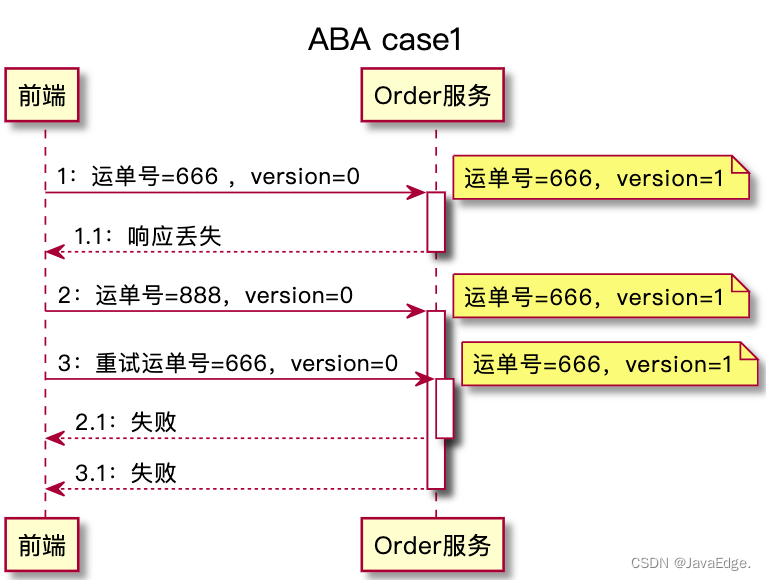 ABA case1
前端
Order服务
1：运单号=666 ，version=0
运单号=666，version=1
1.1：响应丢失
2：运单号=888，version=0
运单号=666，version=1
3：重试运单号=666，version=0
运单号=666，version=1
2.1：失败
3.1：失败
前端
Order服务
CSDN @JavaEdge.